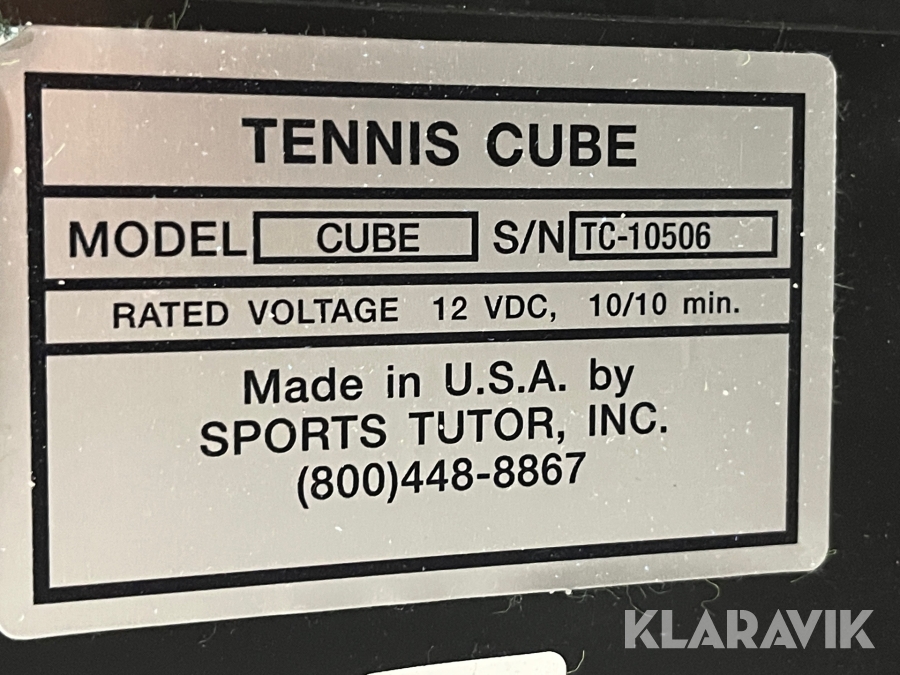 TENNIS CUBE
MODEL CUBE S/N TC-10506
RATED VOLTAGE 12 VDC, 10/10 min.
Made in U.S.A. by
SPORTS TUTOR, INC.
(800)448-8867
KLARAVIK